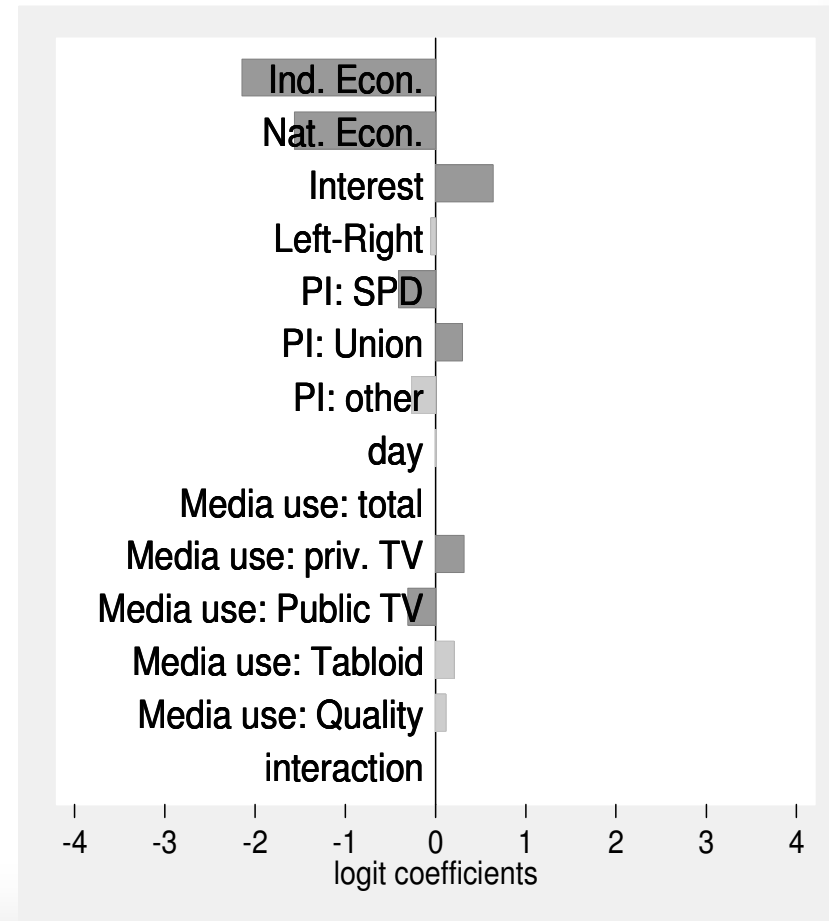 Ind. Econ.
Nat. Econ.
Interest
Left-Right
PI: SPD
PI: Union
PI: other
day
Media use: total
Media use: priv. TV
Media use: Public TV
Media use: Tabloid
Media use: Quality
interaction
-4 -3 -2 -1 0 1 2 3 4
logit coefficients